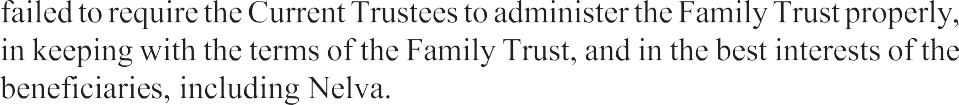 failed to require the Current Trustees to administer the Family Trust properly,
in keeping with the terms of the Family Trust, and in the best interests of the
beneficiaries, including Nelva.